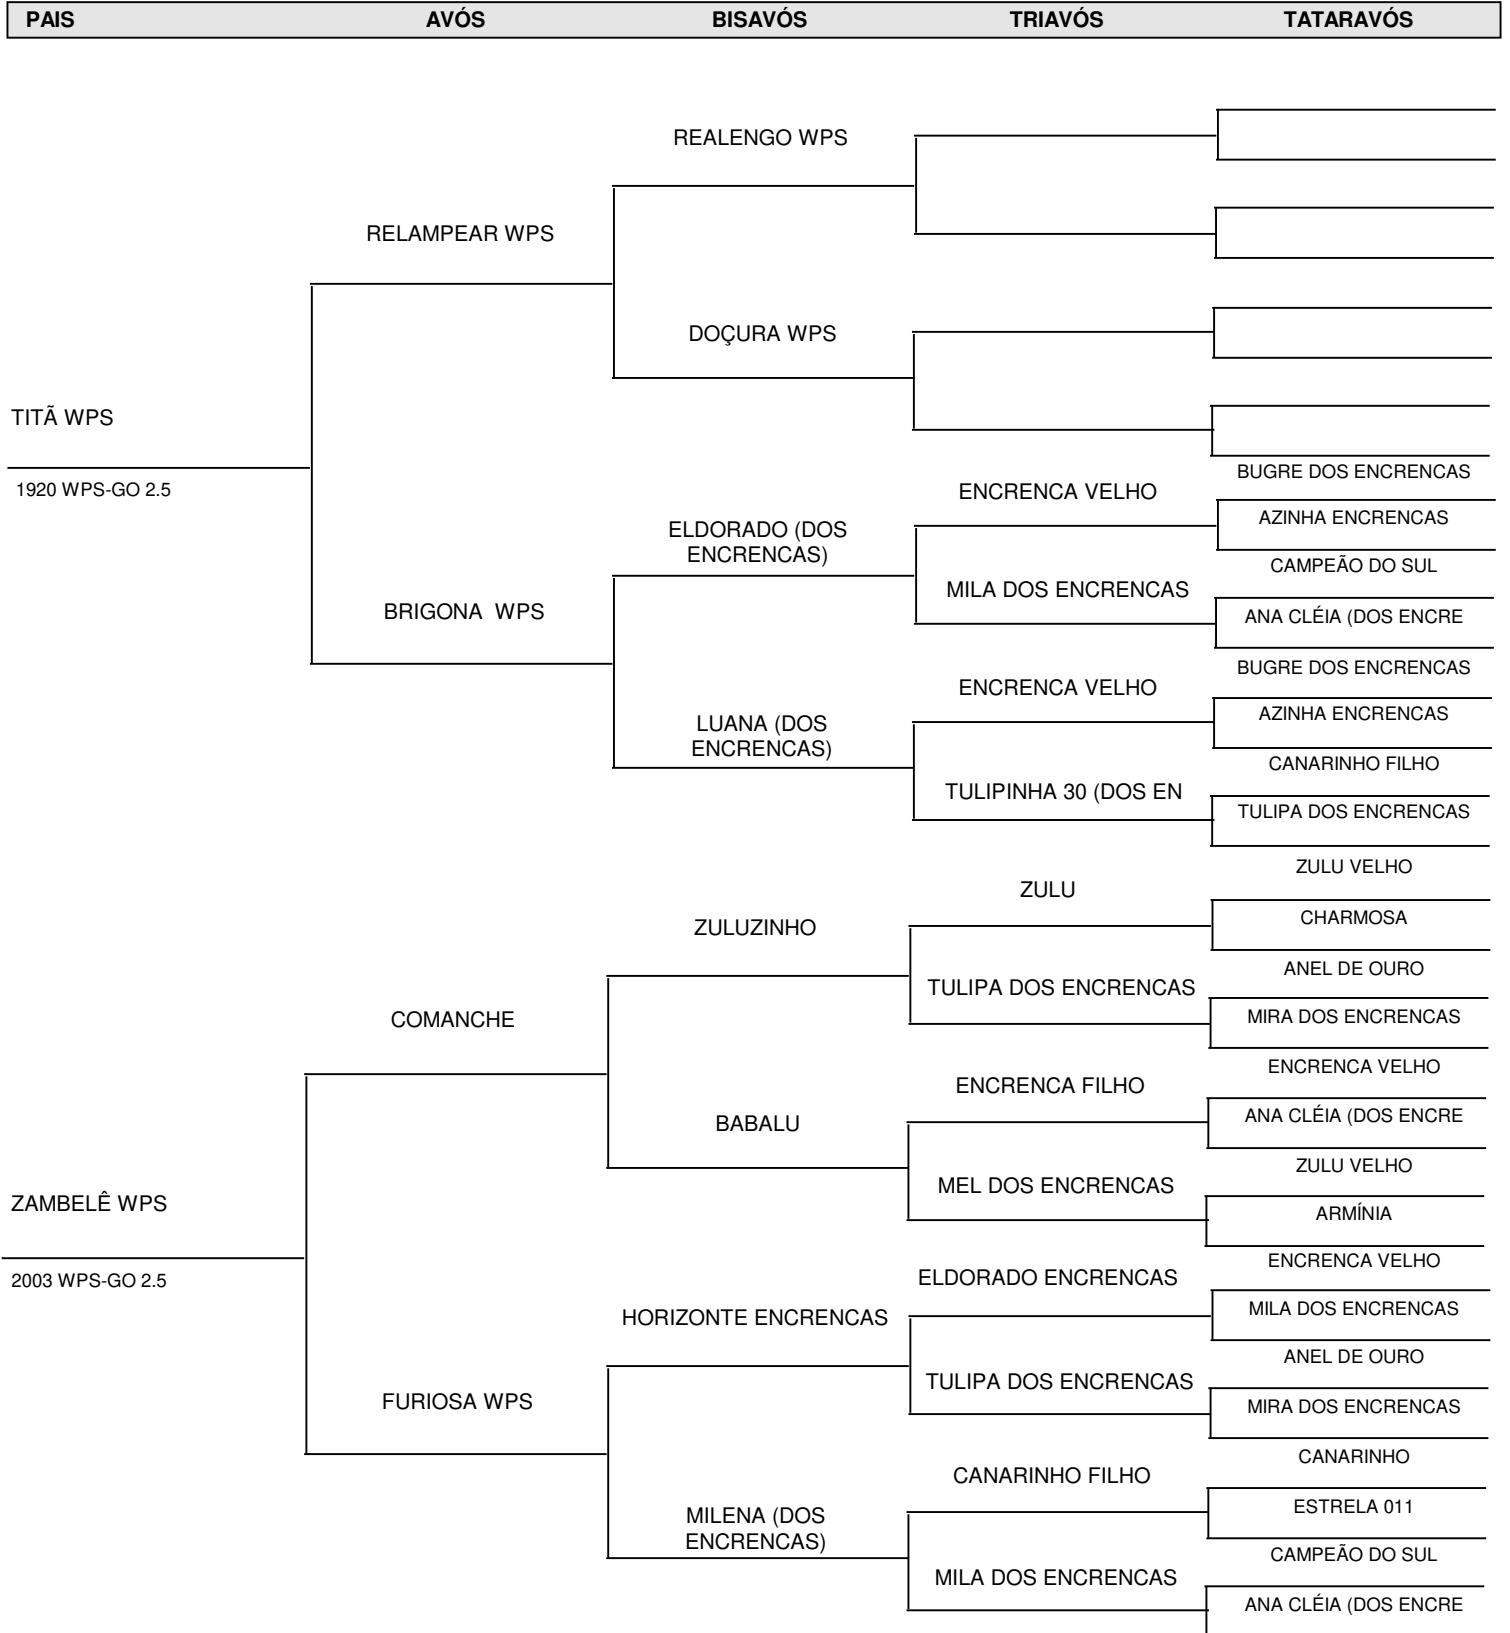 PAIS AVÓS BISAVÓS TRIAVÓS TATARAVÓS
REALENGO WPS
RELAMPEAR WPS
DOÇURA WPS
TITÃ WPS
1920 WPS-GO 2.5
BUGRE DOS ENCRENCAS
ENCRENCA VELHO
AZINHA ENCRENCAS
ELDORADO (DOS
ENCRENCAS)
CAMPEÃO DO SUL
MILA DOS ENCRENCAS
BRIGONA  WPS
ANA CLÉIA (DOS ENCRE
BUGRE DOS ENCRENCAS
ENCRENCA VELHO
AZINHA ENCRENCAS
LUANA (DOS
ENCRENCAS)
CANARINHO FILHO
TULIPINHA 30 (DOS EN
TULIPA DOS ENCRENCAS
ZULU VELHO
ZULU
CHARMOSA
ZULUZINHO
ANEL DE OURO
TULIPA DOS ENCRENCAS
COMANCHE
MIRA DOS ENCRENCAS
ENCRENCA VELHO
ENCRENCA FILHO
ANA CLÉIA (DOS ENCRE
BABALU
ZULU VELHO
MEL DOS ENCRENCAS
ZAMBELÊ WPS
ARMÍNIA
2003 WPS-GO 2.5
ENCRENCA VELHO
ELDORADO ENCRENCAS
MILA DOS ENCRENCAS
HORIZONTE ENCRENCAS
ANEL DE OURO
TULIPA DOS ENCRENCAS
FURIOSA WPS
MIRA DOS ENCRENCAS
CANARINHO
CANARINHO FILHO
ESTRELA 011
MILENA (DOS
ENCRENCAS)
CAMPEÃO DO SUL
MILA DOS ENCRENCAS
ANA CLÉIA (DOS ENCRE